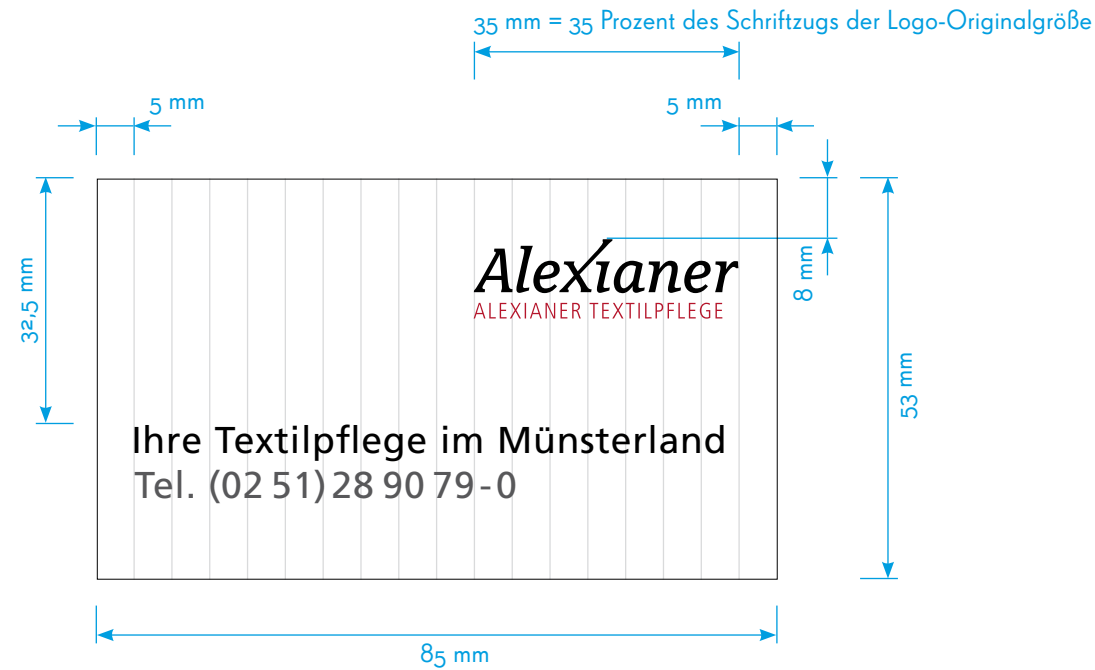 35 mm = 35 Prozent des Schriftzugs der Logo-Originalgröße
5 mm
5 mm
32,5 mm
8 mm
Alexianer
ALEXIANER TEXTILPFLEGE
53 mm
Ihre Textilpflege im Münsterland
Tel. (02 51) 28 90 79-0
85 mm